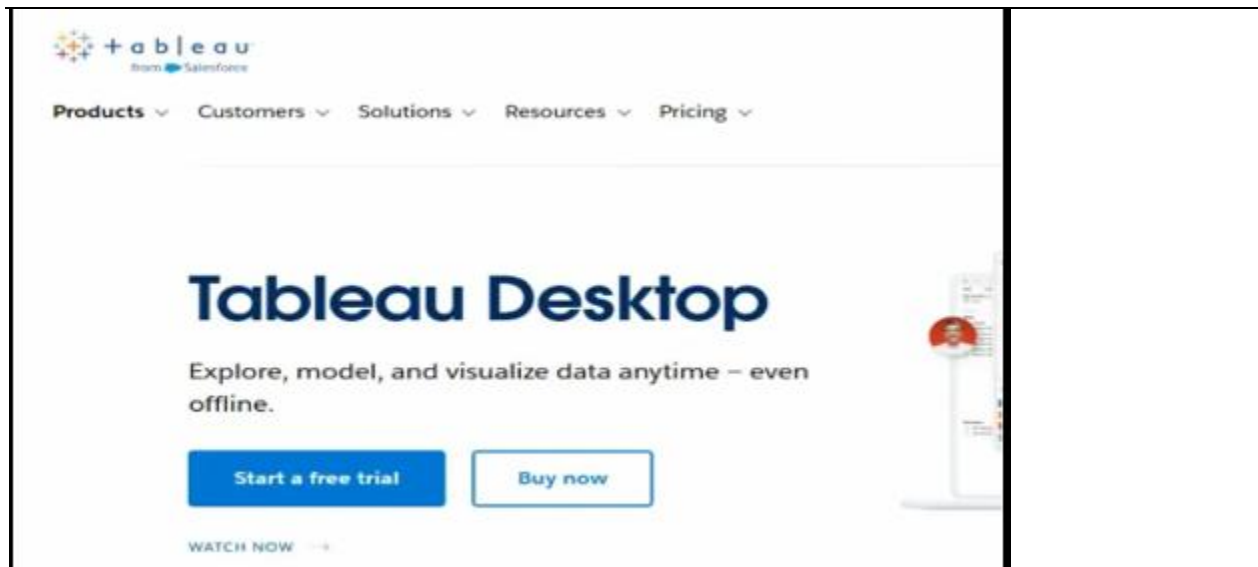 +ableau
from Salesforce
Products Customers Solutions Resources Pricing
Tableau Desktop
Explore, model, and visualize data anytime – even
offline.
Start a free trial Buy now
WATCH NOW →